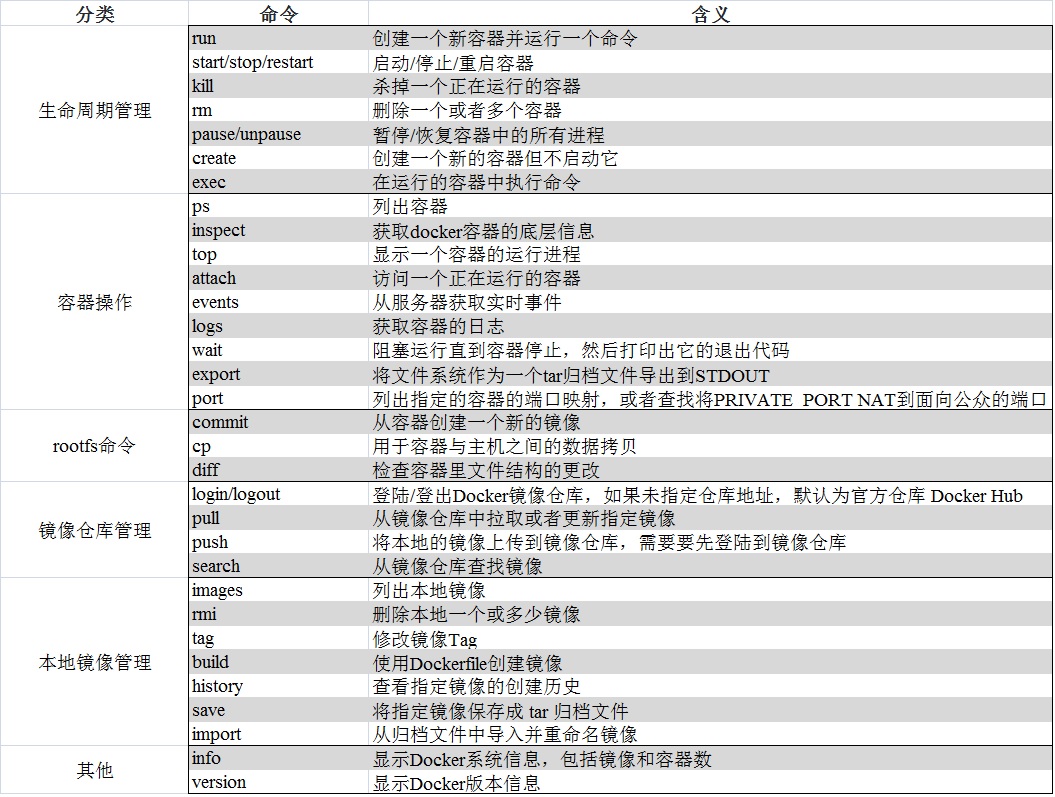 分类 命令 含义
run 创建一个新容器并运行一个命令
start/stop/restart 启动/停止/重启容器
kill 杀掉一个正在运行的容器
生命周期管理 rm 删除一个或者多个容器
pause/unpause 暂停/恢复容器中的所有进程
create 创建一个新的容器但不启动它
exec 在运行的容器中执行命令
ps 列出容器
inspect 获取docker容器的底层信息
top 显示一个容器的运行进程
attach 访问一个正在运行的容器
容器操作 events 从服务器获取实时事件
logs 获取容器的日志
wait 阻塞运行直到容器停止，然后打印出它的退出代码
export 将文件系统作为一个tar归档文件导出到STDOUT
port 列出指定的容器的端口映射，或者查找将PRIVATE_PORT NAT到面向公众的端口
commit 从容器创建一个新的镜像
rootfs命令 cp 用于容器与主机之间的数据拷贝
diff 检查容器里文件结构的更改
login/logout 登陆/登出Docker镜像仓库，如果未指定仓库地址，默认为官方仓库 Docker Hub
pull 从镜像仓库中拉取或者更新指定镜像
镜像仓库管理 push 将本地的镜像上传到镜像仓库，需要要先登陆到镜像仓库
search 从镜像仓库查找镜像
images 列出本地镜像
rmi 删除本地一个或多少镜像
tag 修改镜像Tag
本地镜像管理 build 使用Dockerfile创建镜像
history 查看指定镜像的创建历史
save 将指定镜像保存成 tar 归档文件
import 从归档文件中导入并重命名镜像
其他 info 显示Docker系统信息，包括镜像和容器数
version 显示Docker版本信息